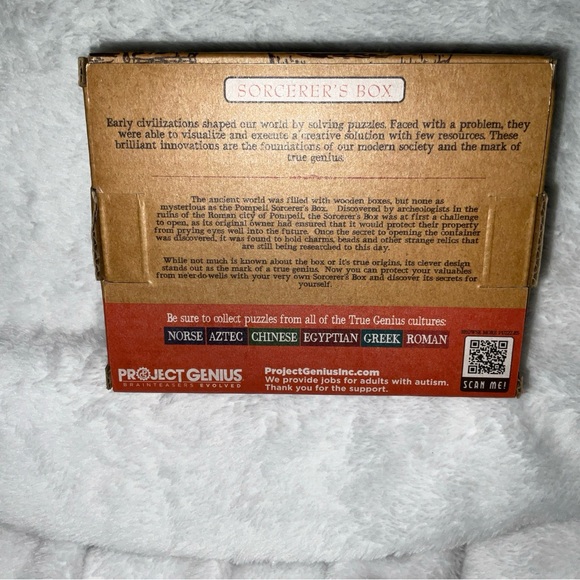 SORCERER'S BOX
Early civilizations shaped our world by solving puzzles. Faced with a problem, they
were able to visualize and execute a creative solution with few resources. These
brilliant innovations are the foundations of our modern society and the mark of
true genius.
The ancient world was filled with wooden boxes, but none as
mysterious as the Pompeii Sorcerer's Box. Discovered by archeologists in the
ruins of the Roman city of Pompeii, the Sorcerer's Box was at first a challenge
to open, as its original owner had ensured that it would protect their property
from prying eyes well into the future. Once the secret to opening the container
was discovered, it was found to hold charms, beads and other strange relics that
are still being researched to this day.
While not much is known about the box or it's true origins, its clever design
stands out as the mark of a true genius. Now you can protect your valuables
from ne'er-do-wells with your very own Sorcerer's Box and discover its secrets for
yourself.
Be sure to collect puzzles from all of the True Genius cultures:
NORSE AZTEC CHINESE EGYPTIAN GREEK ROMAN
BROWSE MORE PUZZLES
PROJECT GENIUS
BRAINTEASERS EVOLVED
ProjectGeniusInc.com
We provide jobs for adults with autism.
Thank you for the support.
SCAN ME!